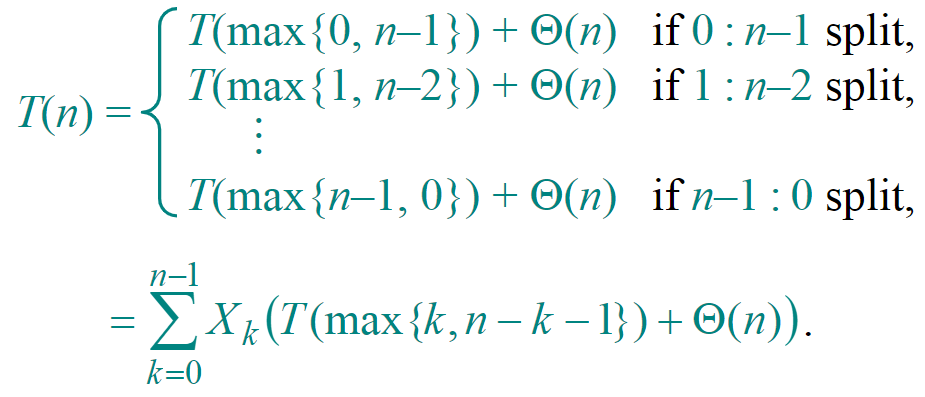 T(max{0, n–1}) + Θ(n) if 0 : n–1 split,
T(max{1, n–2}) + Θ(n) if 1 : n–2 split,
T(n) = {
⋮
T(max{n–1, 0}) + Θ(n) if n–1 : 0 split,
n–1
= ∑ X_k (T(max{k, n – k – 1}) + Θ(n)).
k=0